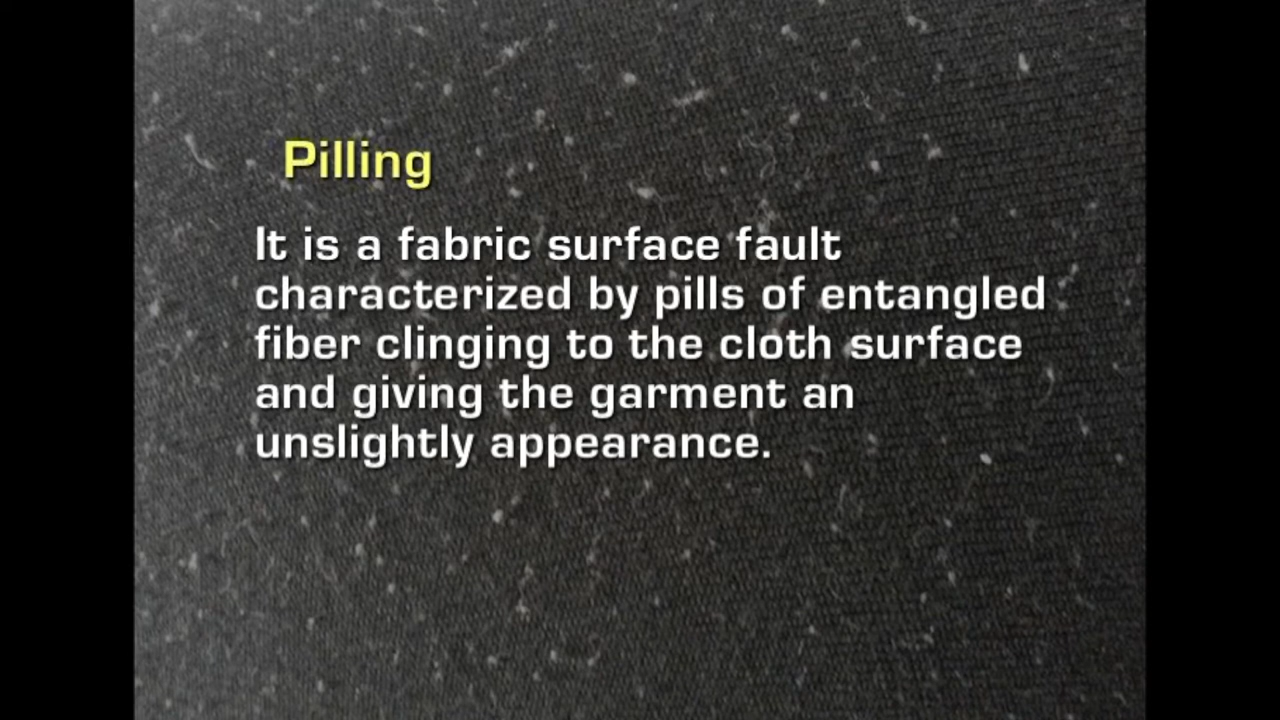 Pilling
It is a fabric surface fault
characterized by pills of entangled
fiber clinging to the cloth surface
and giving the garment an
unslightly appearance.